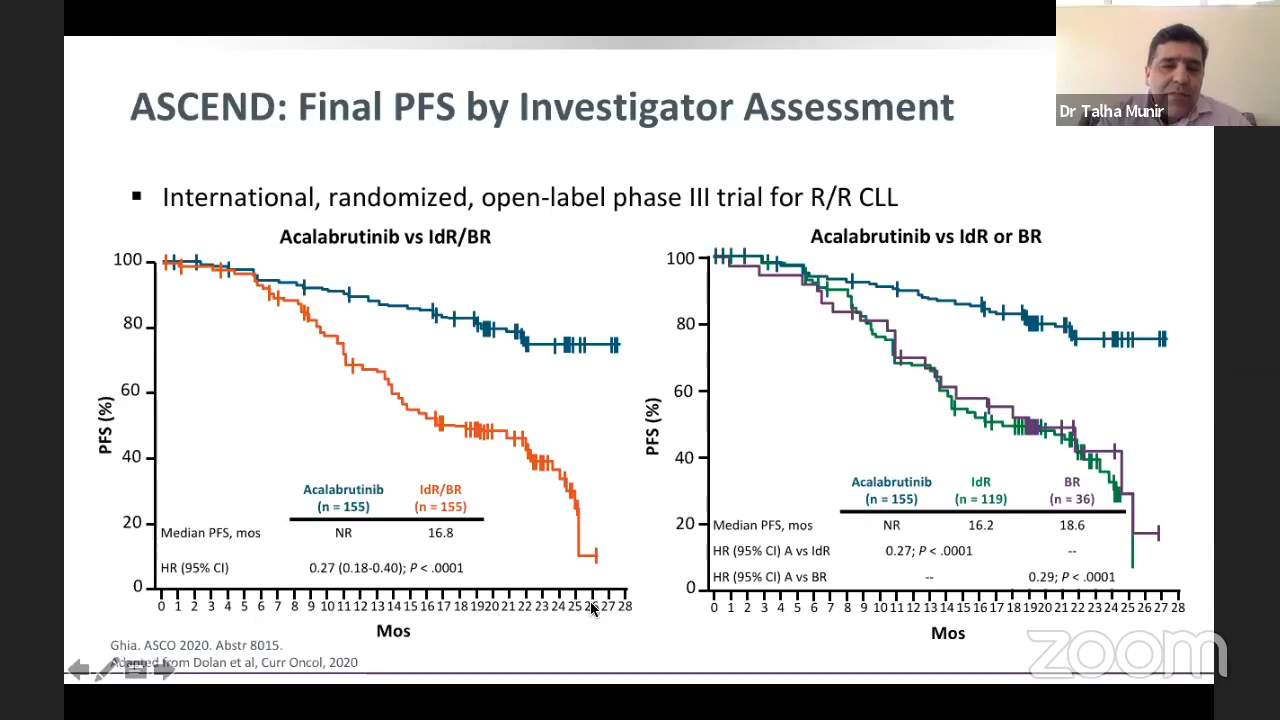 Dr Talha Munir
ASCEND: Final PFS by Investigator Assessment
▪ International, randomized, open-label phase III trial for R/R CLL
Acalabrutinib vs IdR/BR
100
80
60
40
20
0
PFS (%)
Acalabrutinib IdR/BR
(n = 155) (n = 155)
Median PFS, mos NR 16.8
HR (95% CI) 0.27 (0.18-0.40); P < .0001
0 1 2 3 4 5 6 7 8 9 10 11 12 13 14 15 16 17 18 19 20 21 22 23 24 25 26 27 28
Mos
Acalabrutinib vs IdR or BR
100
80
60
40
20
0
PFS (%)
Acalabrutinib IdR BR
(n = 155) (n = 119) (n = 36)
Median PFS, mos NR 16.2 18.6
HR (95% CI) A vs IdR 0.27; P < .0001 --
HR (95% CI) A vs BR -- 0.29; P < .0001
0 1 2 3 4 5 6 7 8 9 10 11 12 13 14 15 16 17 18 19 20 21 22 23 24 25 26 27 28
Mos
Ghia. ASCO 2020. Abstr 8015.
Adapted from Dolan et al, Curr Oncol, 2020
zoom